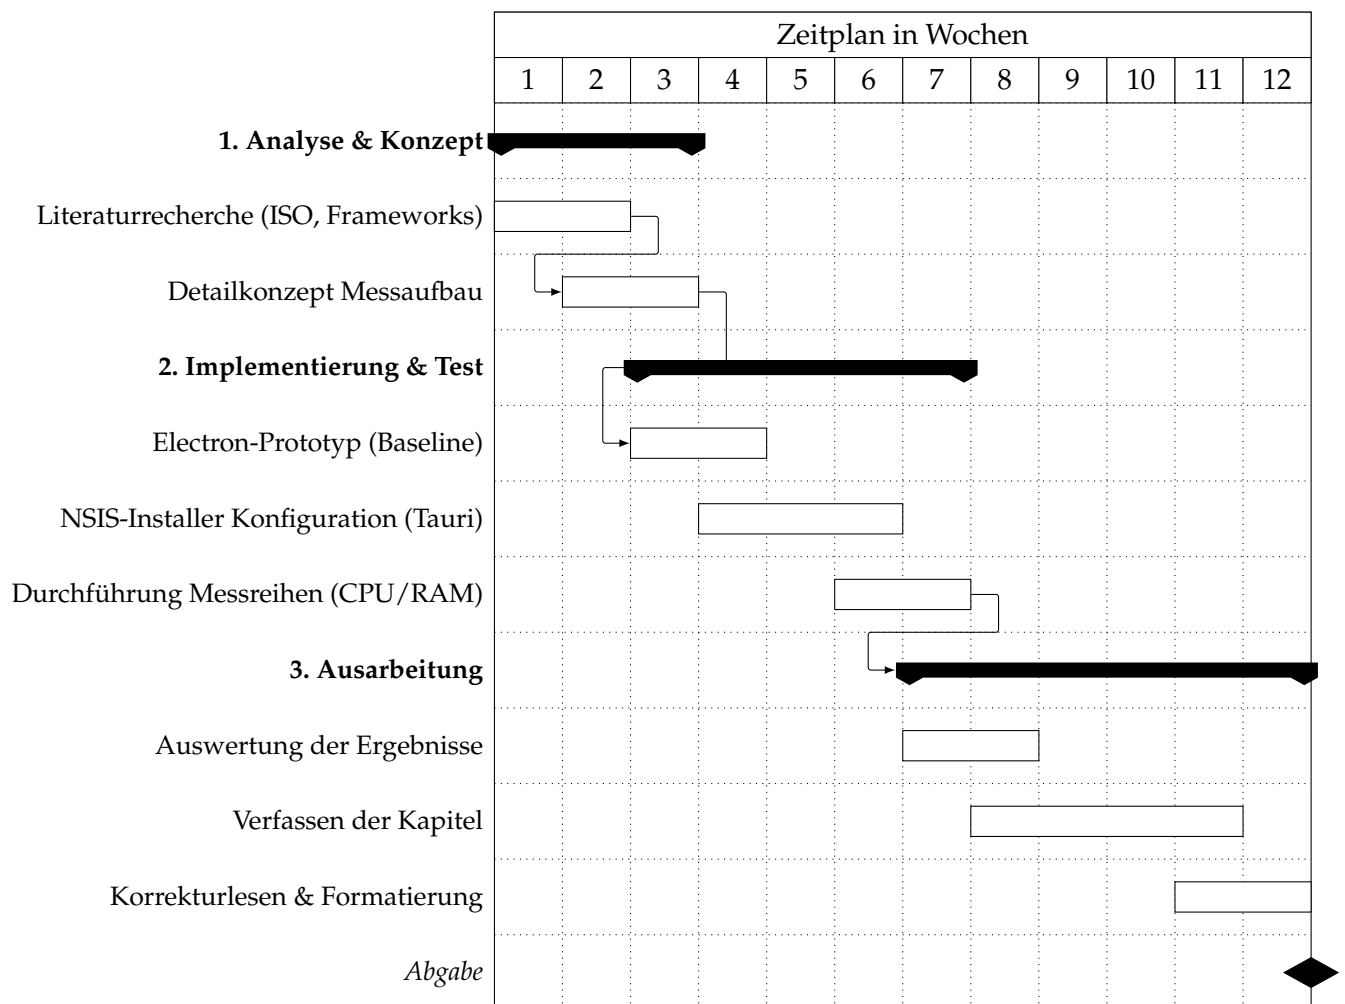 Zeitplan in Wochen
1 2 3 4 5 6 7 8 9 10 11 12
1. Analyse & Konzept
Literaturrecherche (ISO, Frameworks)
Detailkonzept Messaufbau
2. Implementierung & Test
Electron-Prototyp (Baseline)
NSIS-Installer Konfiguration (Tauri)
Durchführung Messreihen (CPU/RAM)
3. Ausarbeitung
Auswertung der Ergebnisse
Verfassen der Kapitel
Korrekturlesen & Formatierung
Abgabe